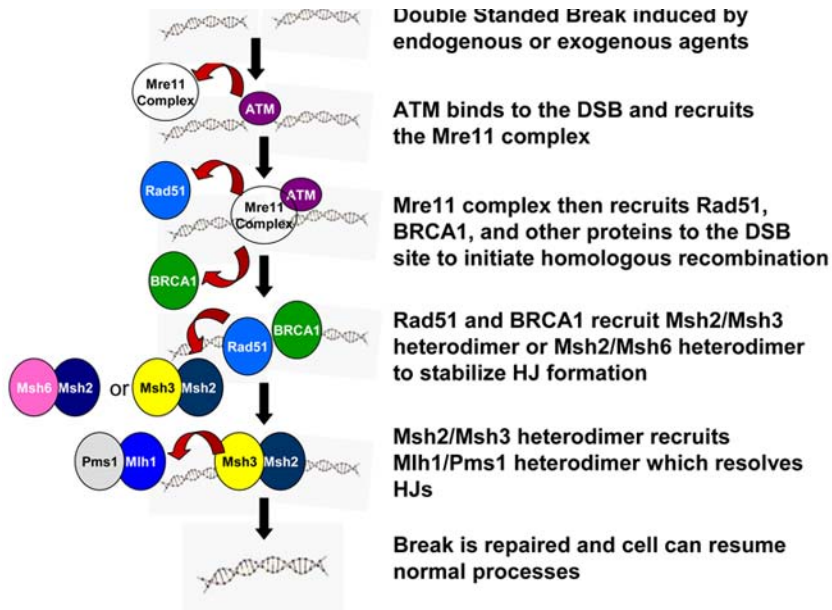 Double Standed Break induced by
endogenous or exogenous agents
Mre11
Complex
ATM
ATM binds to the DSB and recruits
the Mre11 complex
Rad51
ATM
Mre11
Complex
Mre11 complex then recruits Rad51,
BRCA1, and other proteins to the DSB
site to initiate homologous recombination
BRCA1
Rad51
BRCA1
Rad51 and BRCA1 recruit Msh2/Msh3
heterodimer or Msh2/Msh6 heterodimer
to stabilize HJ formation
Msh6 Msh2 or Msh3 Msh2
Pms1 Mlh1 Msh3 Msh2
Msh2/Msh3 heterodimer recruits
Mlh1/Pms1 heterodimer which resolves
HJs
Break is repaired and cell can resume
normal processes